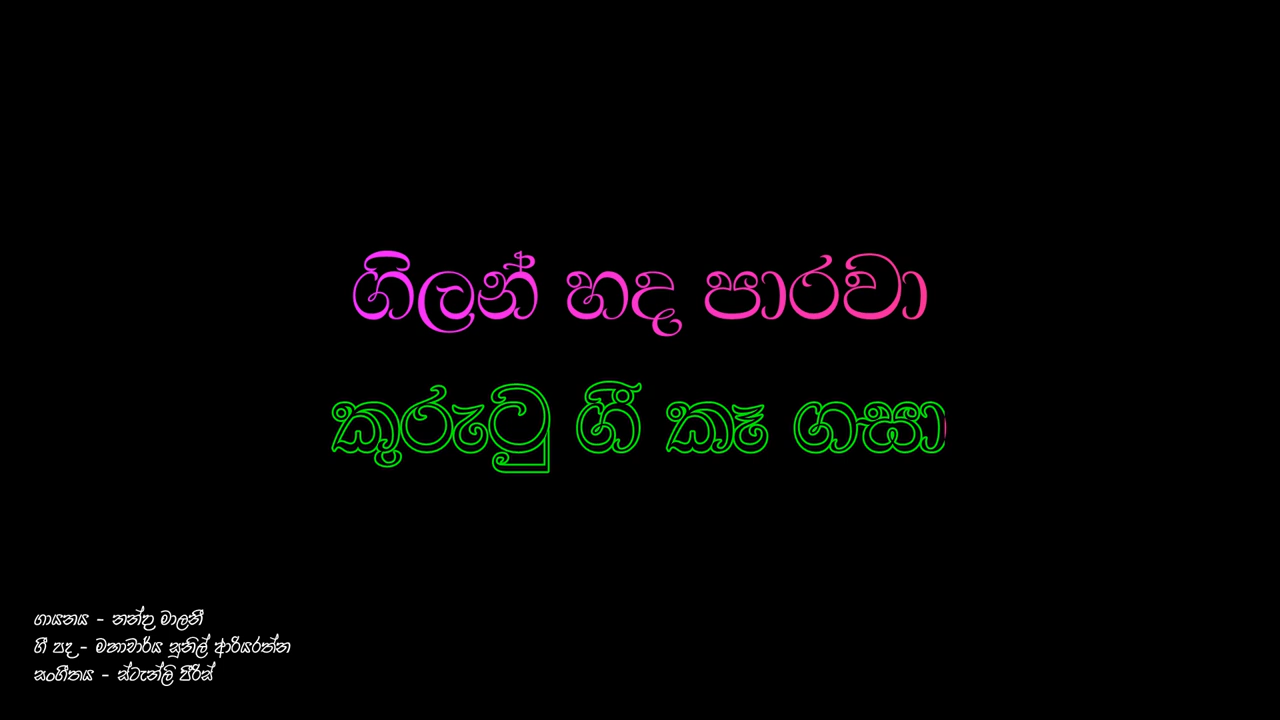 ගිලන් හද පාරවා
කුරුටු ගී කෑ ගසා
ගායනය - නන්දා මාලනී
ගී පද - මහාචාර්ය සුනිල් ආරියරත්න
සංගීතය - ස්ටැන්ලි පීරිස්